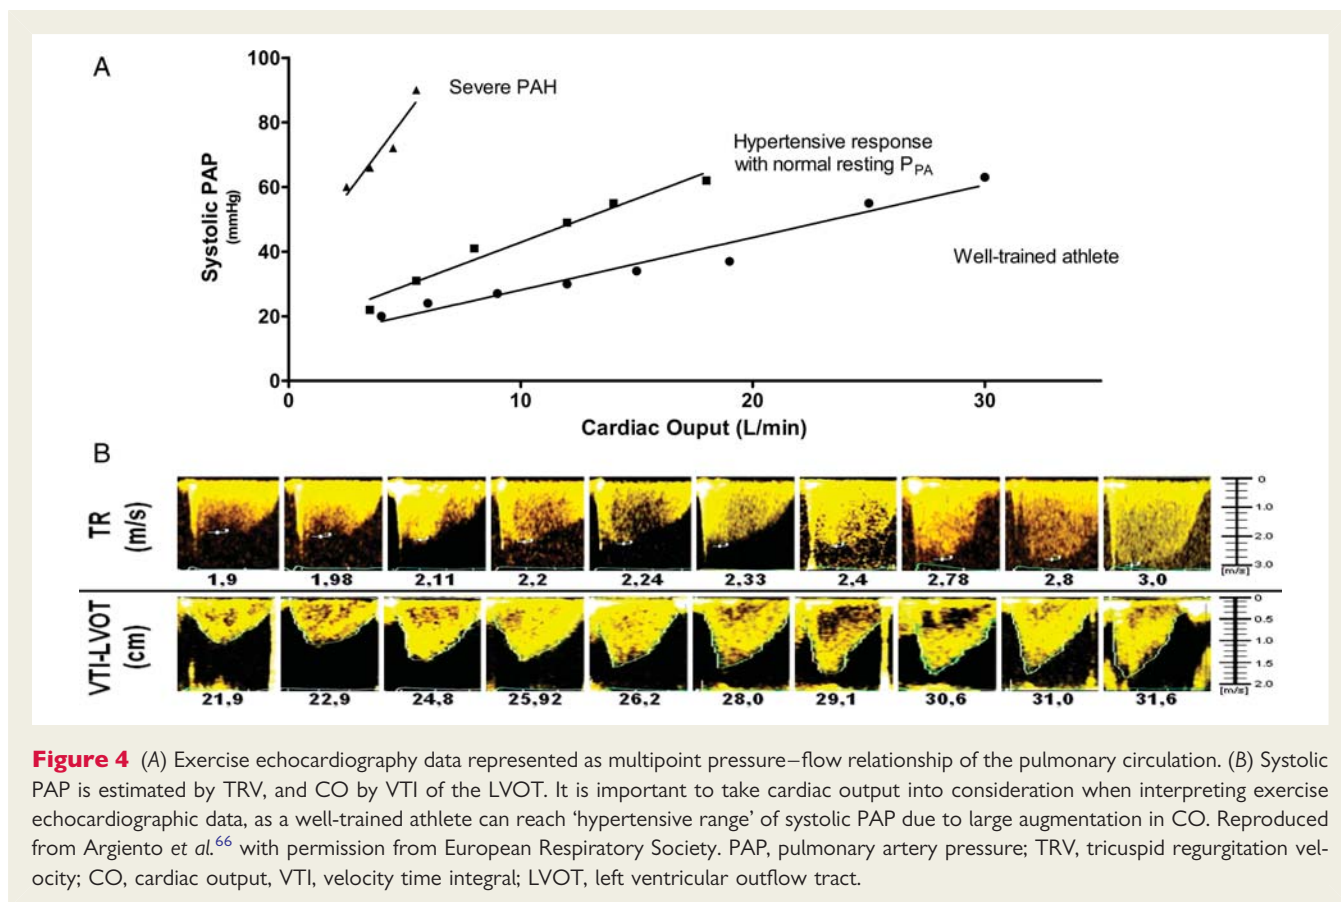 A
100
80
60
40
20
0
Systolic PAP
(mmHg)
Severe PAH
Hypertensive response
with normal resting PPA
Well-trained athlete
0 10 20 30
Cardiac Ouput (L/min)
B
TR
(m/s)
1,9 1,98 2,11 2,2 2,24 2,33 2,4 2,78 2,8 3,0
0
1.0
2.0
3.0
[m/s]
VTI-LVOT
(cm)
21,9 22,9 24,8 25,92 26,2 28,0 29,1 30,6 31,0 31,6
0
0.5
1.0
1.5
2.0
[m/s]
Figure 4 (A) Exercise echocardiography data represented as multipoint pressure–flow relationship of the pulmonary circulation. (B) Systolic
PAP is estimated by TRV, and CO by VTI of the LVOT. It is important to take cardiac output into consideration when interpreting exercise
echocardiographic data, as a well-trained athlete can reach ‘hypertensive range’ of systolic PAP due to large augmentation in CO. Reproduced
from Argiento et al.66 with permission from European Respiratory Society. PAP, pulmonary artery pressure; TRV, tricuspid regurgitation vel-
ocity; CO, cardiac output, VTI, velocity time integral; LVOT, left ventricular outflow tract.